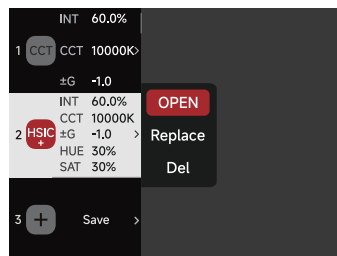 INT 60.0%
1 CCT CCT 10000K>
±G -1.0
INT 60.0%
CCT 10000K
2 HSIC+ ±G -1.0 >
HUE 30%
SAT 30%
3 + Save >
OPEN
Replace
Del